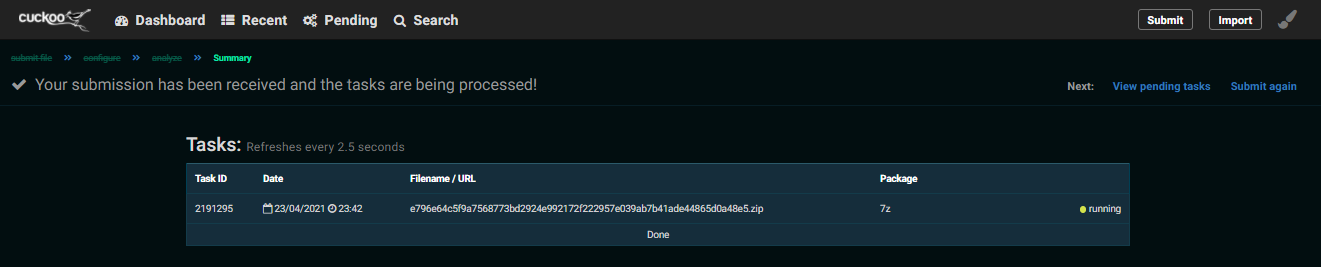 cuckoo Dashboard Recent Pending Search Submit Import
submit file » configure » analyze » Summary
Your submission has been received and the tasks are being processed! Next: View pending tasks Submit again
Tasks: Refreshes every 2.5 seconds
Task ID Date Filename / URL Package
2191295 23/04/2021 23:42 e796e64c5f9a7568773bd2924e992172f222957e039ab7b41ade44865d0a48e5.zip 7z running
Done